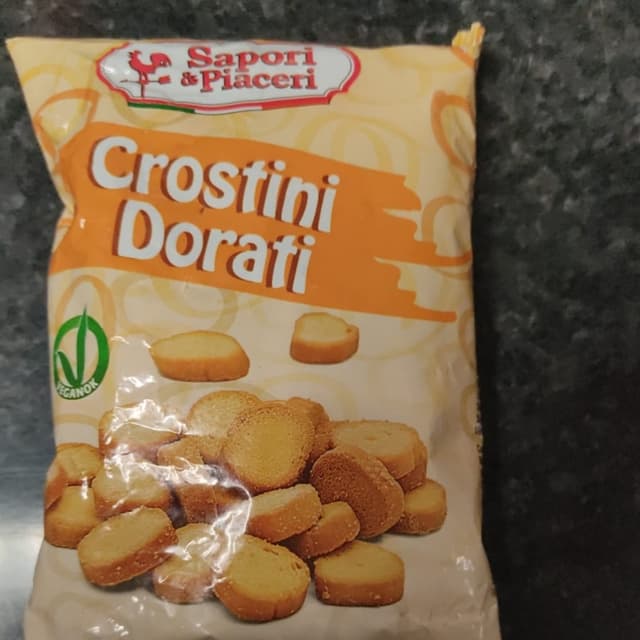 Sapori
& Piaceri
Crostini
Dorati
VEGANOK